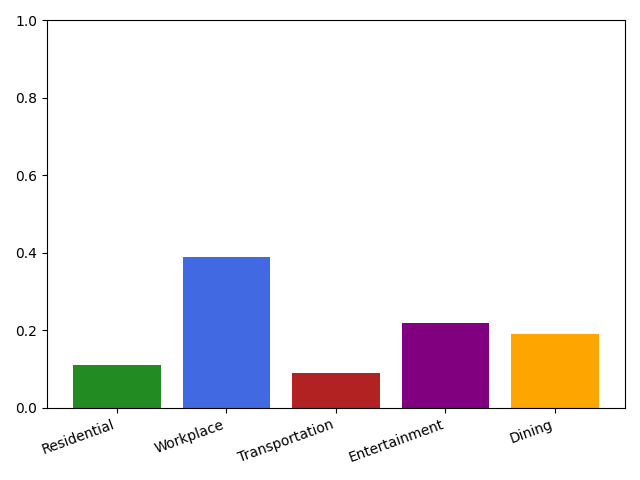 1.0
0.8
0.6
0.4
0.2
0.0
Residential
Workplace
Transportation
Entertainment
Dining